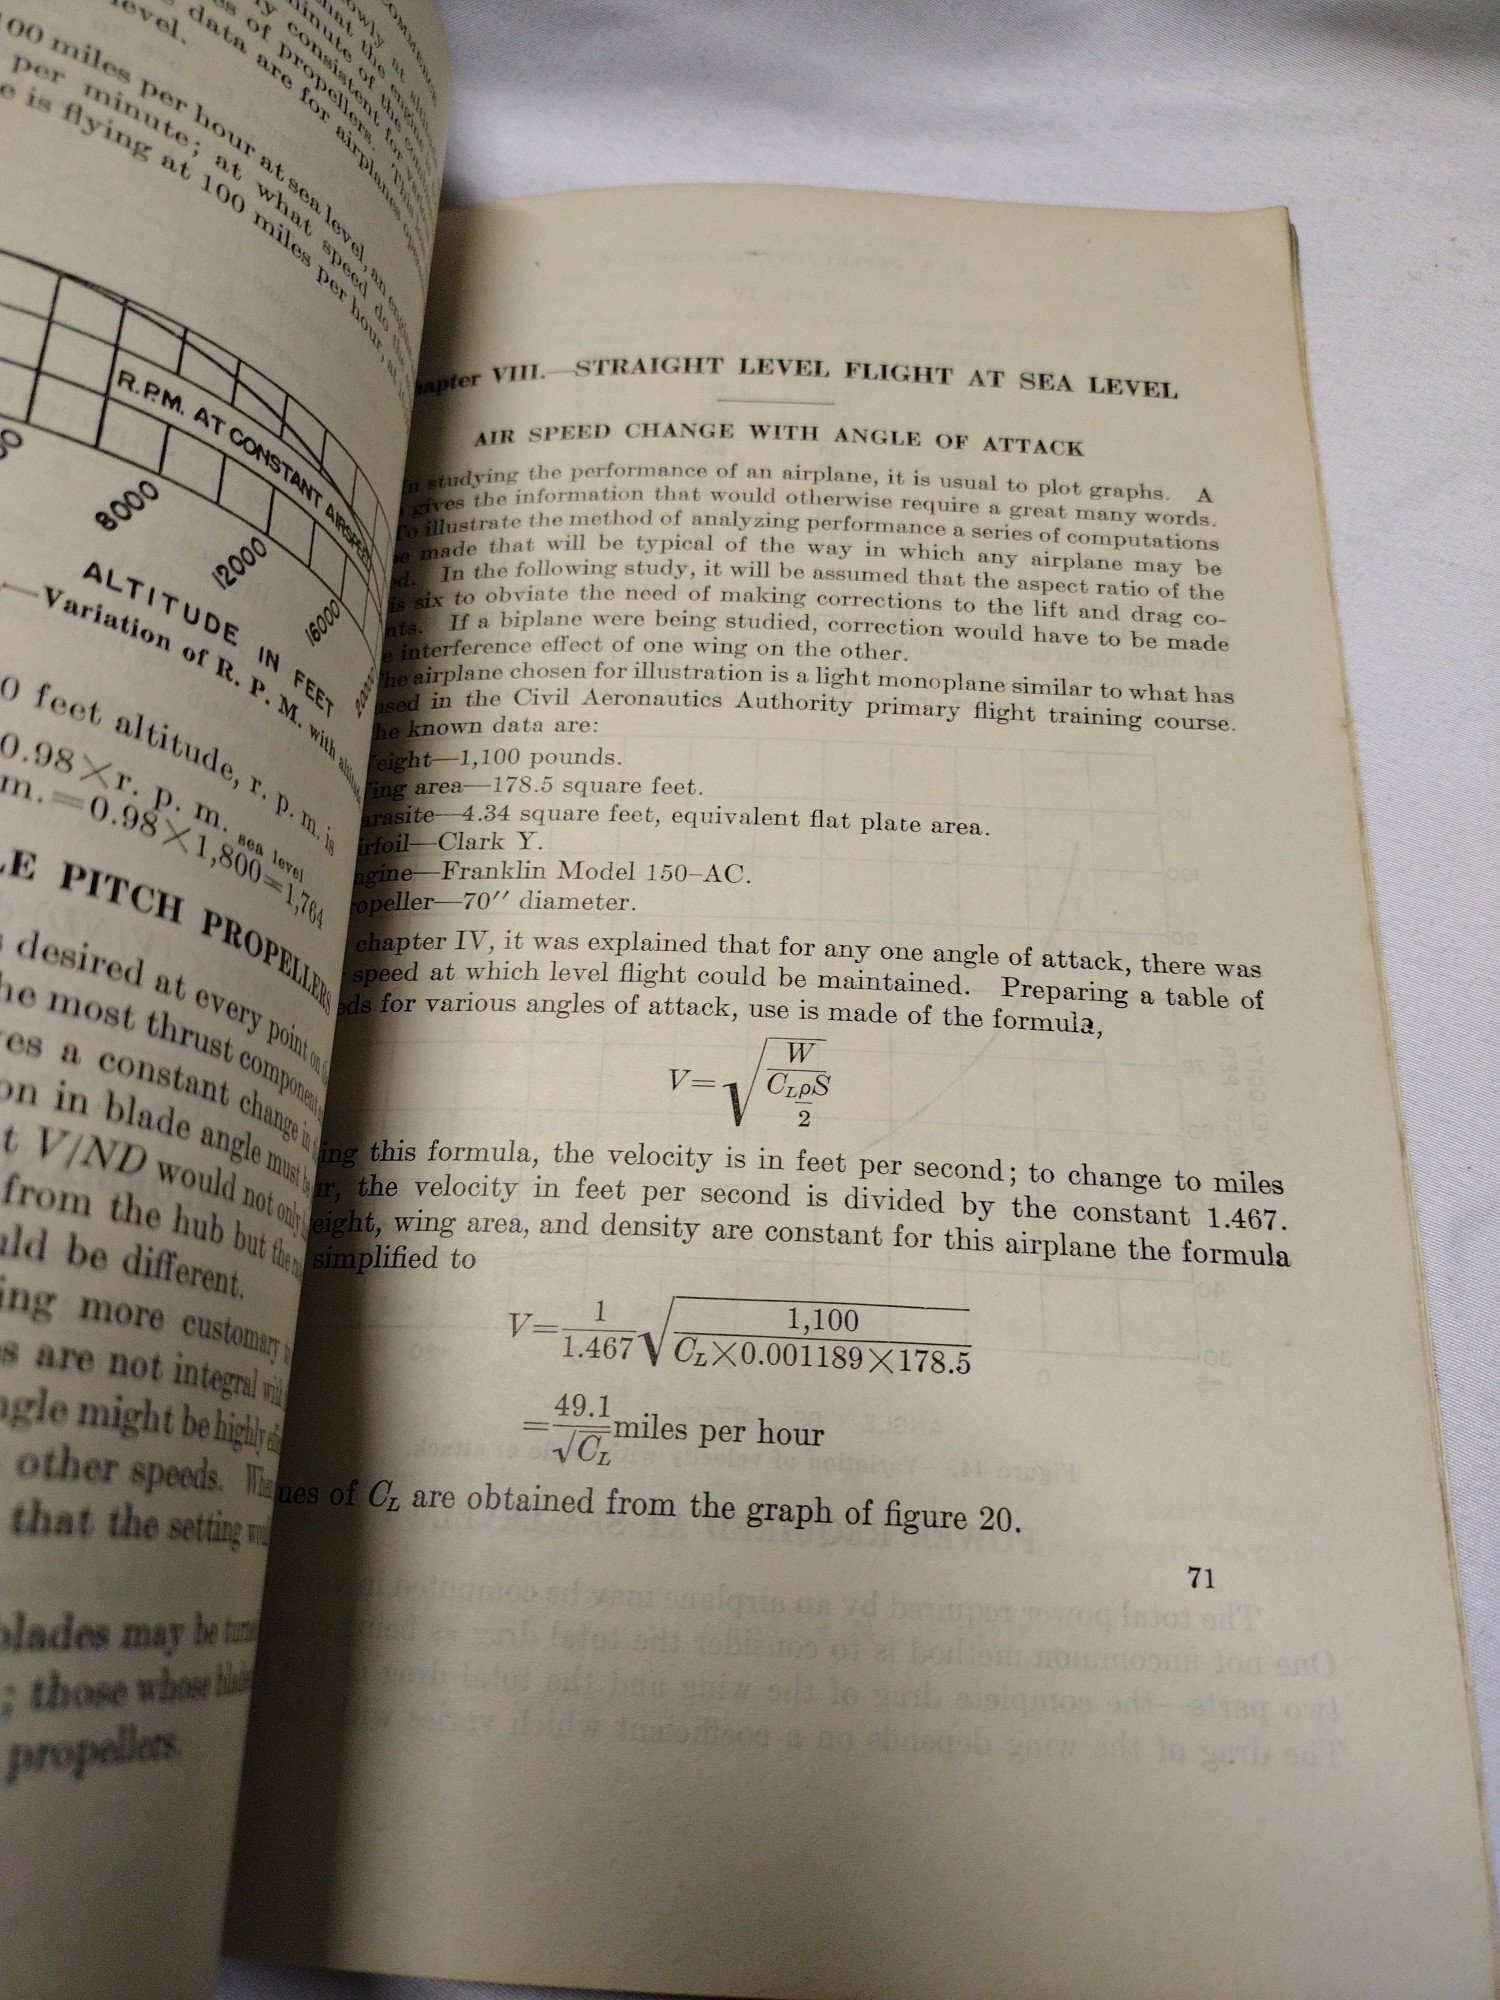 00 miles per hour at sea level, an
per minute; at what speed do
e is flying at 100 miles per hour,
R.P.M. AT CONSTANT AIRSPEED
8000
12000
16000
ALTITUDE IN FEET
—Variation of R. P. M. with
0 feet altitude, r. p. m. is
0.98×r. p. m. sea level
m.=0.98×1,800=1,764
LE PITCH PROPELLERS
desired at every point on
he most thrust component
es a constant change in
on in blade angle must
t V/ND would not only
from the hub but the
uld be different.
ing more customary
s are not integral
ngle might be highly
other speeds.
that the setting
blades may be
; those whose
propellers
apter VIII.—STRAIGHT LEVEL FLIGHT AT SEA LEVEL
AIR SPEED CHANGE WITH ANGLE OF ATTACK
In studying the performance of an airplane, it is usual to plot graphs. A
gives the information that would otherwise require a great many words.
To illustrate the method of analyzing performance a series of computations
be made that will be typical of the way in which any airplane may be
ed. In the following study, it will be assumed that the aspect ratio of the
is six to obviate the need of making corrections to the lift and drag co-
nts. If a biplane were being studied, correction would have to be made
e interference effect of one wing on the other.
he airplane chosen for illustration is a light monoplane similar to what has
used in the Civil Aeronautics Authority primary flight training course.
he known data are:
eight—1,100 pounds.
ing area—178.5 square feet.
arasite—4.34 square feet, equivalent flat plate area.
irfoil—Clark Y.
ngine—Franklin Model 150–AC.
opeller—70″ diameter.
chapter IV, it was explained that for any one angle of attack, there was
speed at which level flight could be maintained. Preparing a table of
eds for various angles of attack, use is made of the formula,
V=√W/(C_L ρS/2)
ing this formula, the velocity is in feet per second; to change to miles
r, the velocity in feet per second is divided by the constant 1.467.
eight, wing area, and density are constant for this airplane the formula
simplified to
V=1/1.467 √1,100/(C_L×0.001189×178.5)
=49.1/√C_L miles per hour
ues of C_L are obtained from the graph of figure 20.
71